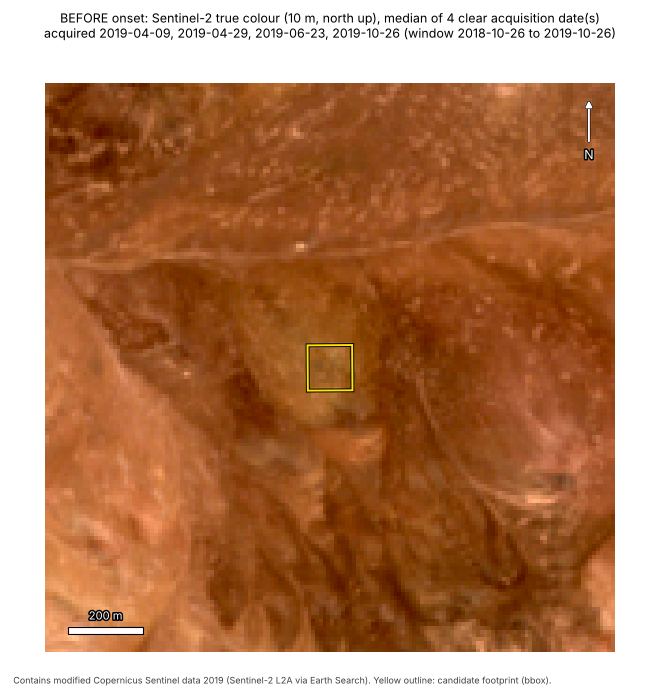 BEFORE onset: Sentinel-2 true colour (10 m, north up), median of 4 clear acquisition date(s)
acquired 2019-04-09, 2019-04-29, 2019-06-23, 2019-10-26 (window 2018-10-26 to 2019-10-26)
N
200 m
Contains modified Copernicus Sentinel data 2019 (Sentinel-2 L2A via Earth Search). Yellow outline: candidate footprint (bbox).